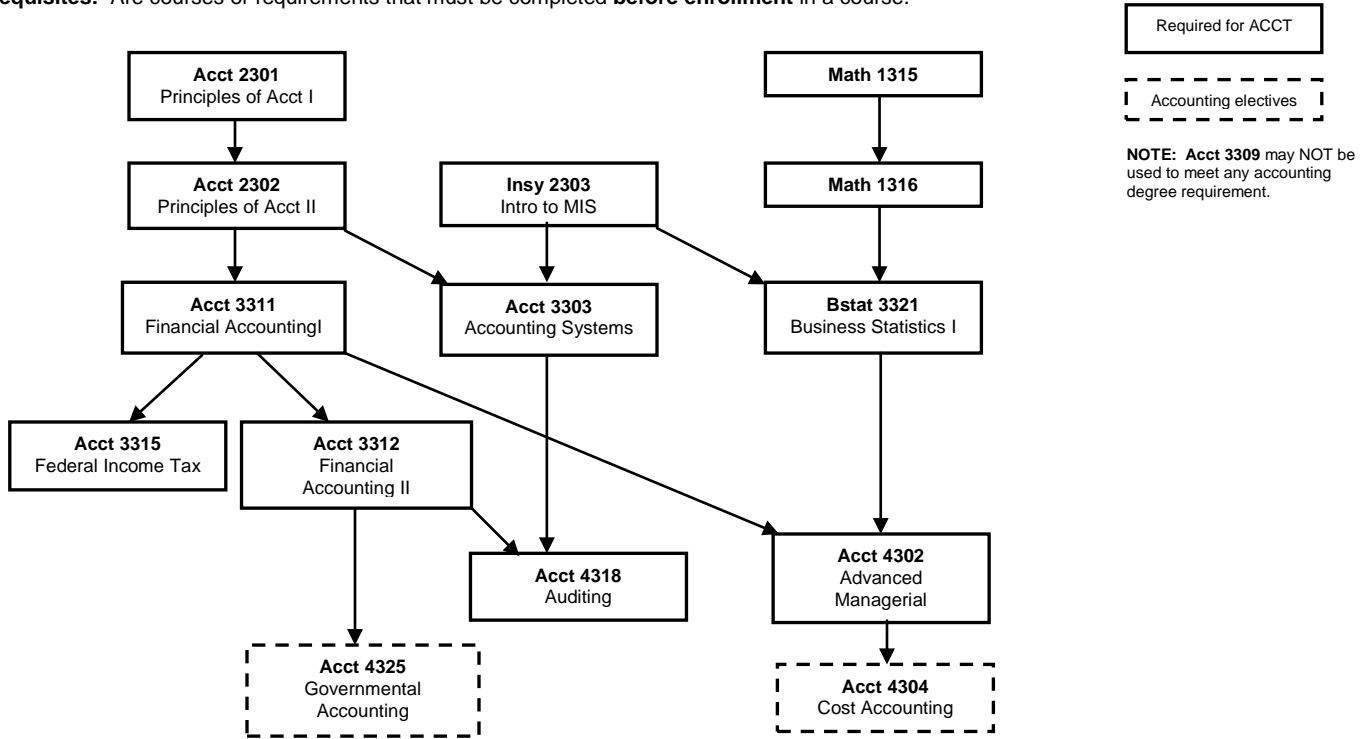 equisites: Are courses or requirements that must be completed before enrollment in a course.
Required for ACCT
Accounting electives
NOTE: Acct 3309 may NOT be
used to meet any accounting
degree requirement.
Acct 2301
Principles of Acct I
Math 1315
Acct 2302
Principles of Acct II
Insy 2303
Intro to MIS
Math 1316
Acct 3311
Financial AccountingI
Acct 3303
Accounting Systems
Bstat 3321
Business Statistics I
Acct 3315
Federal Income Tax
Acct 3312
Financial
Accounting II
Acct 4318
Auditing
Acct 4302
Advanced
Managerial
Acct 4325
Governmental
Accounting
Acct 4304
Cost Accounting